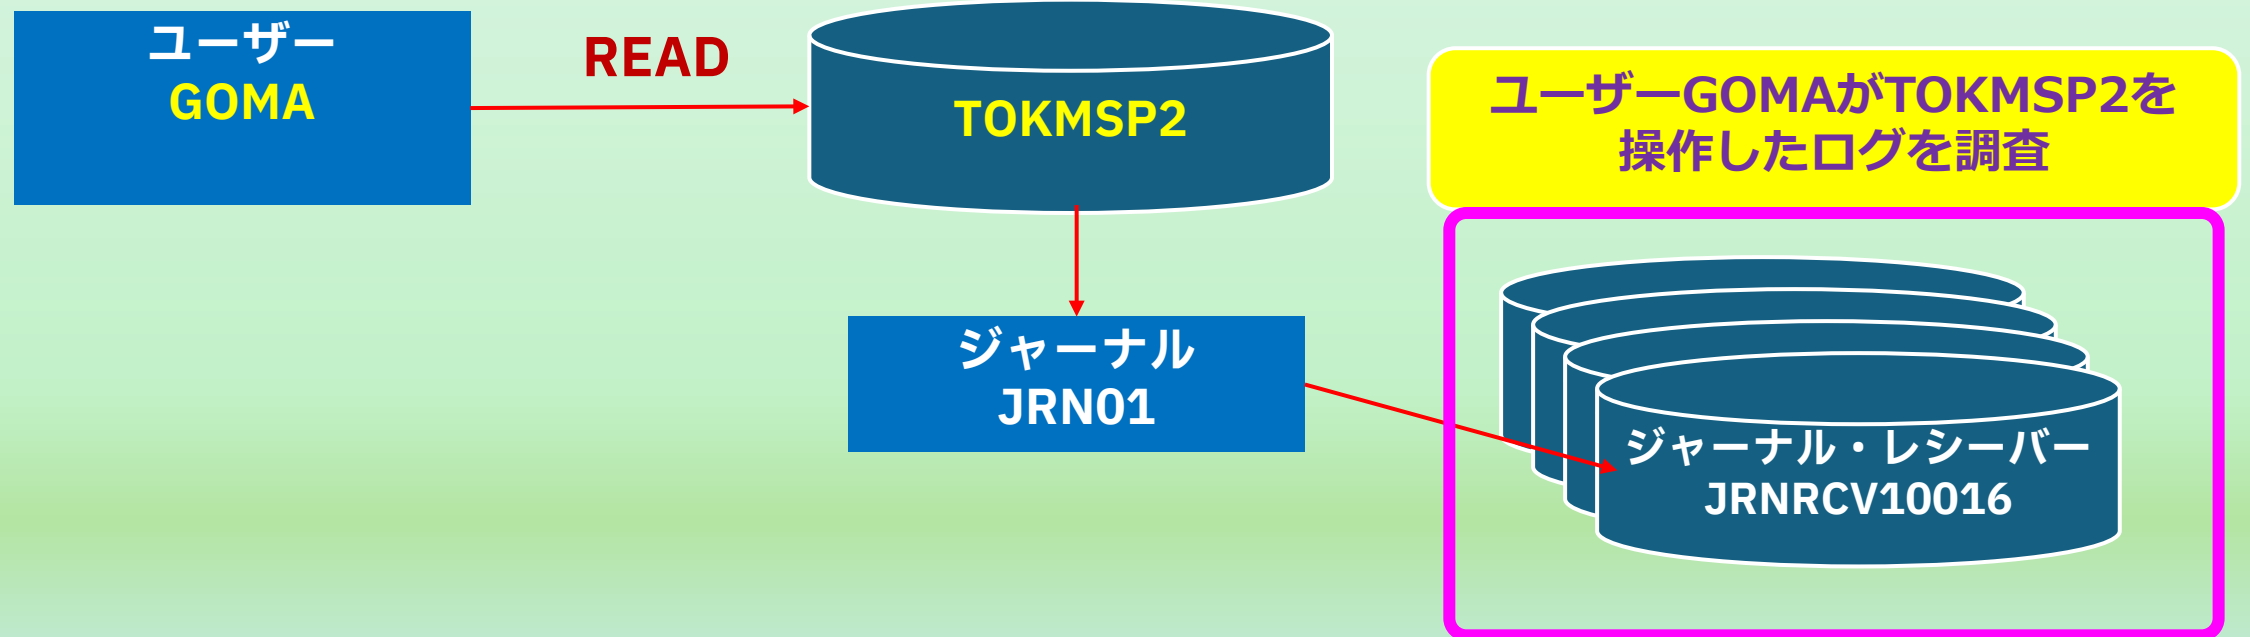 ユーザー
GOMA
READ
TOKMSP2
ユーザーGOMAがTOKMSP2を
操作したログを調査
ジャーナル
JRN01
ジャーナル・レシーバー
JRNRCV10016